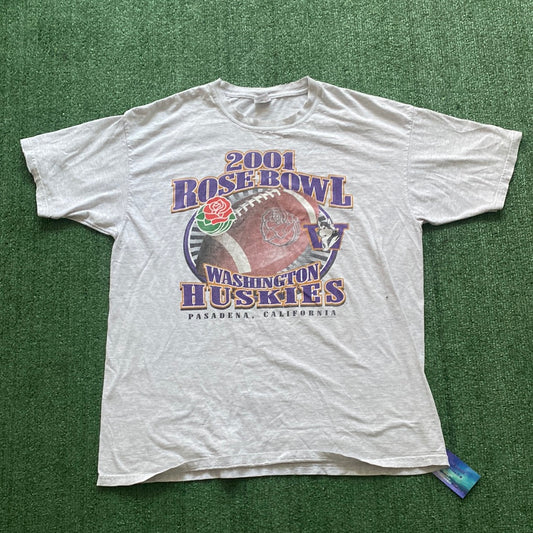 2001
ROSE BOWL
W
WASHINGTON
HUSKIES
PASADENA, CALIFORNIA